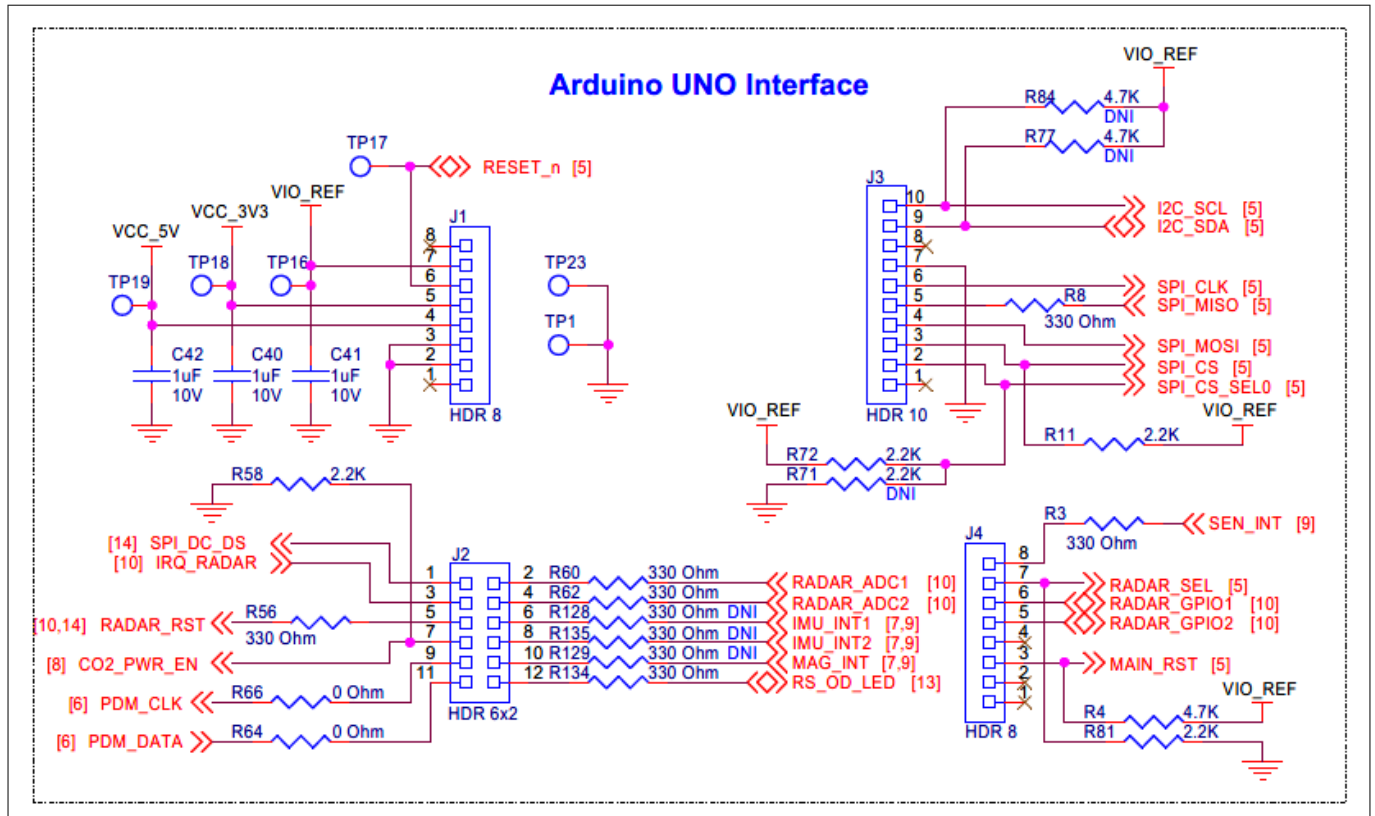 Arduino UNO Interface
VIO_REF
R84 4.7K
DNI
R77 4.7K
DNI
TP17
RESET_n [5]
VIO_REF
VCC_3V3
VCC_5V
TP19
TP18
TP16
J1
8
7
6
5
4
3
2
1
HDR 8
C42
1uF
10V
C40
1uF
10V
C41
1uF
10V
TP23
TP1
J3
10
9
8
7
6
5
4
3
2
1
HDR 10
I2C_SCL [5]
I2C_SDA [5]
SPI_CLK [5]
R8
330 Ohm
SPI_MISO [5]
SPI_MOSI [5]
SPI_CS [5]
SPI_CS_SEL0 [5]
VIO_REF
R11 2.2K
VIO_REF
R72 2.2K
R71 2.2K
DNI
R58 2.2K
[14] SPI_DC_DS
[10] IRQ_RADAR
[10,14] RADAR_RST
R56
330 Ohm
[8] CO2_PWR_EN
[6] PDM_CLK
R66 0 Ohm
[6] PDM_DATA
R64 0 Ohm
J2
1 2
3 4
5 6
7 8
9 10
11 12
HDR 6x2
R60 330 Ohm RADAR_ADC1 [10]
R62 330 Ohm RADAR_ADC2 [10]
R128 330 Ohm DNI IMU_INT1 [7,9]
R135 330 Ohm DNI IMU_INT2 [7,9]
R129 330 Ohm DNI MAG_INT [7,9]
R134 330 Ohm RS_OD_LED [13]
R3
330 Ohm
SEN_INT [9]
J4
8
7
6
5
4
3
2
1
HDR 8
RADAR_SEL [5]
RADAR_GPIO1 [10]
RADAR_GPIO2 [10]
MAIN_RST [5]
VIO_REF
R4 4.7K
R81 2.2K